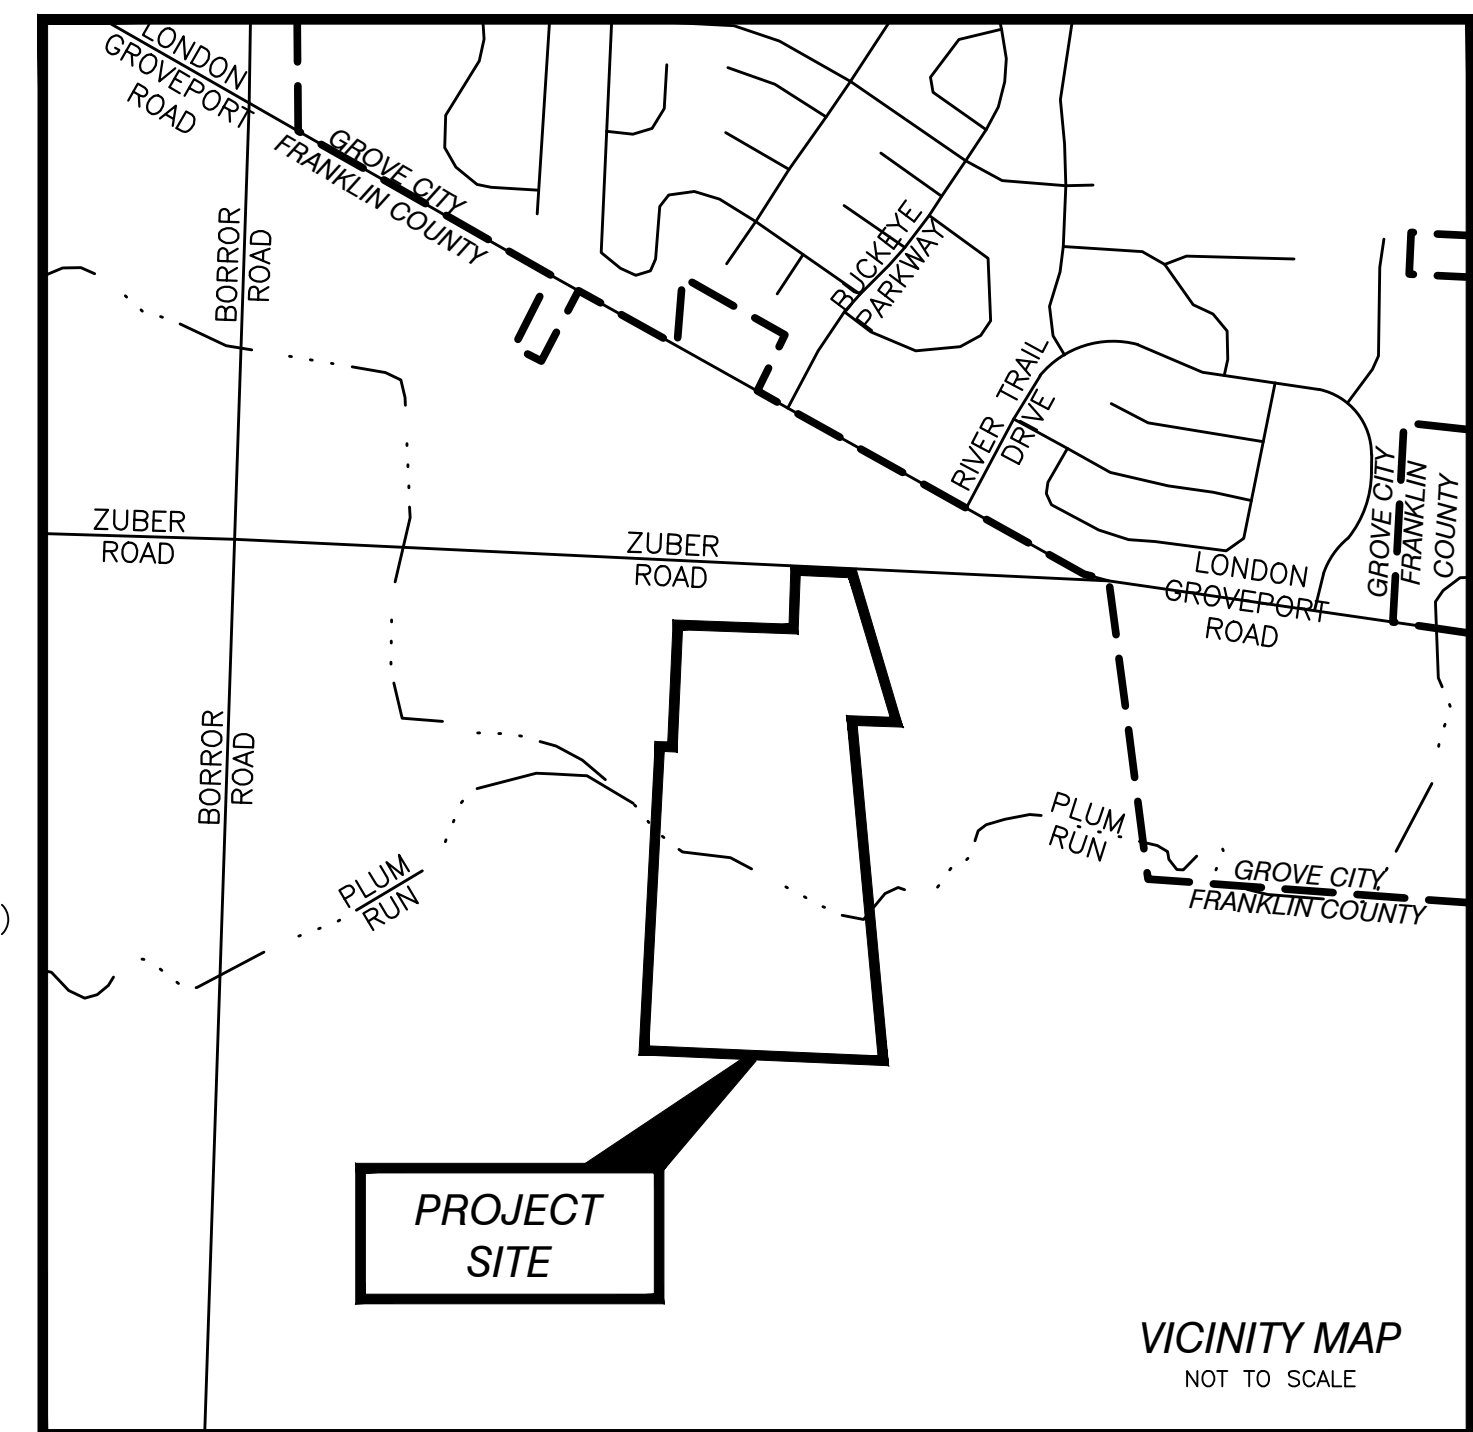 LONDON
GROVEPORT
ROAD
GROVE CITY
FRANKLIN COUNTY
BORROR
ROAD
BUCKEYE
PARKWAY
RIVER TRAIL
DRIVE
GROVE CITY
FRANKLIN
COUNTY
ZUBER
ROAD
ZUBER
ROAD
LONDON
GROVEPORT
ROAD
BORROR
ROAD
PLUM
RUN
PLUM
RUN
GROVE CITY
FRANKLIN COUNTY
PROJECT
SITE
VICINITY MAP
NOT TO SCALE